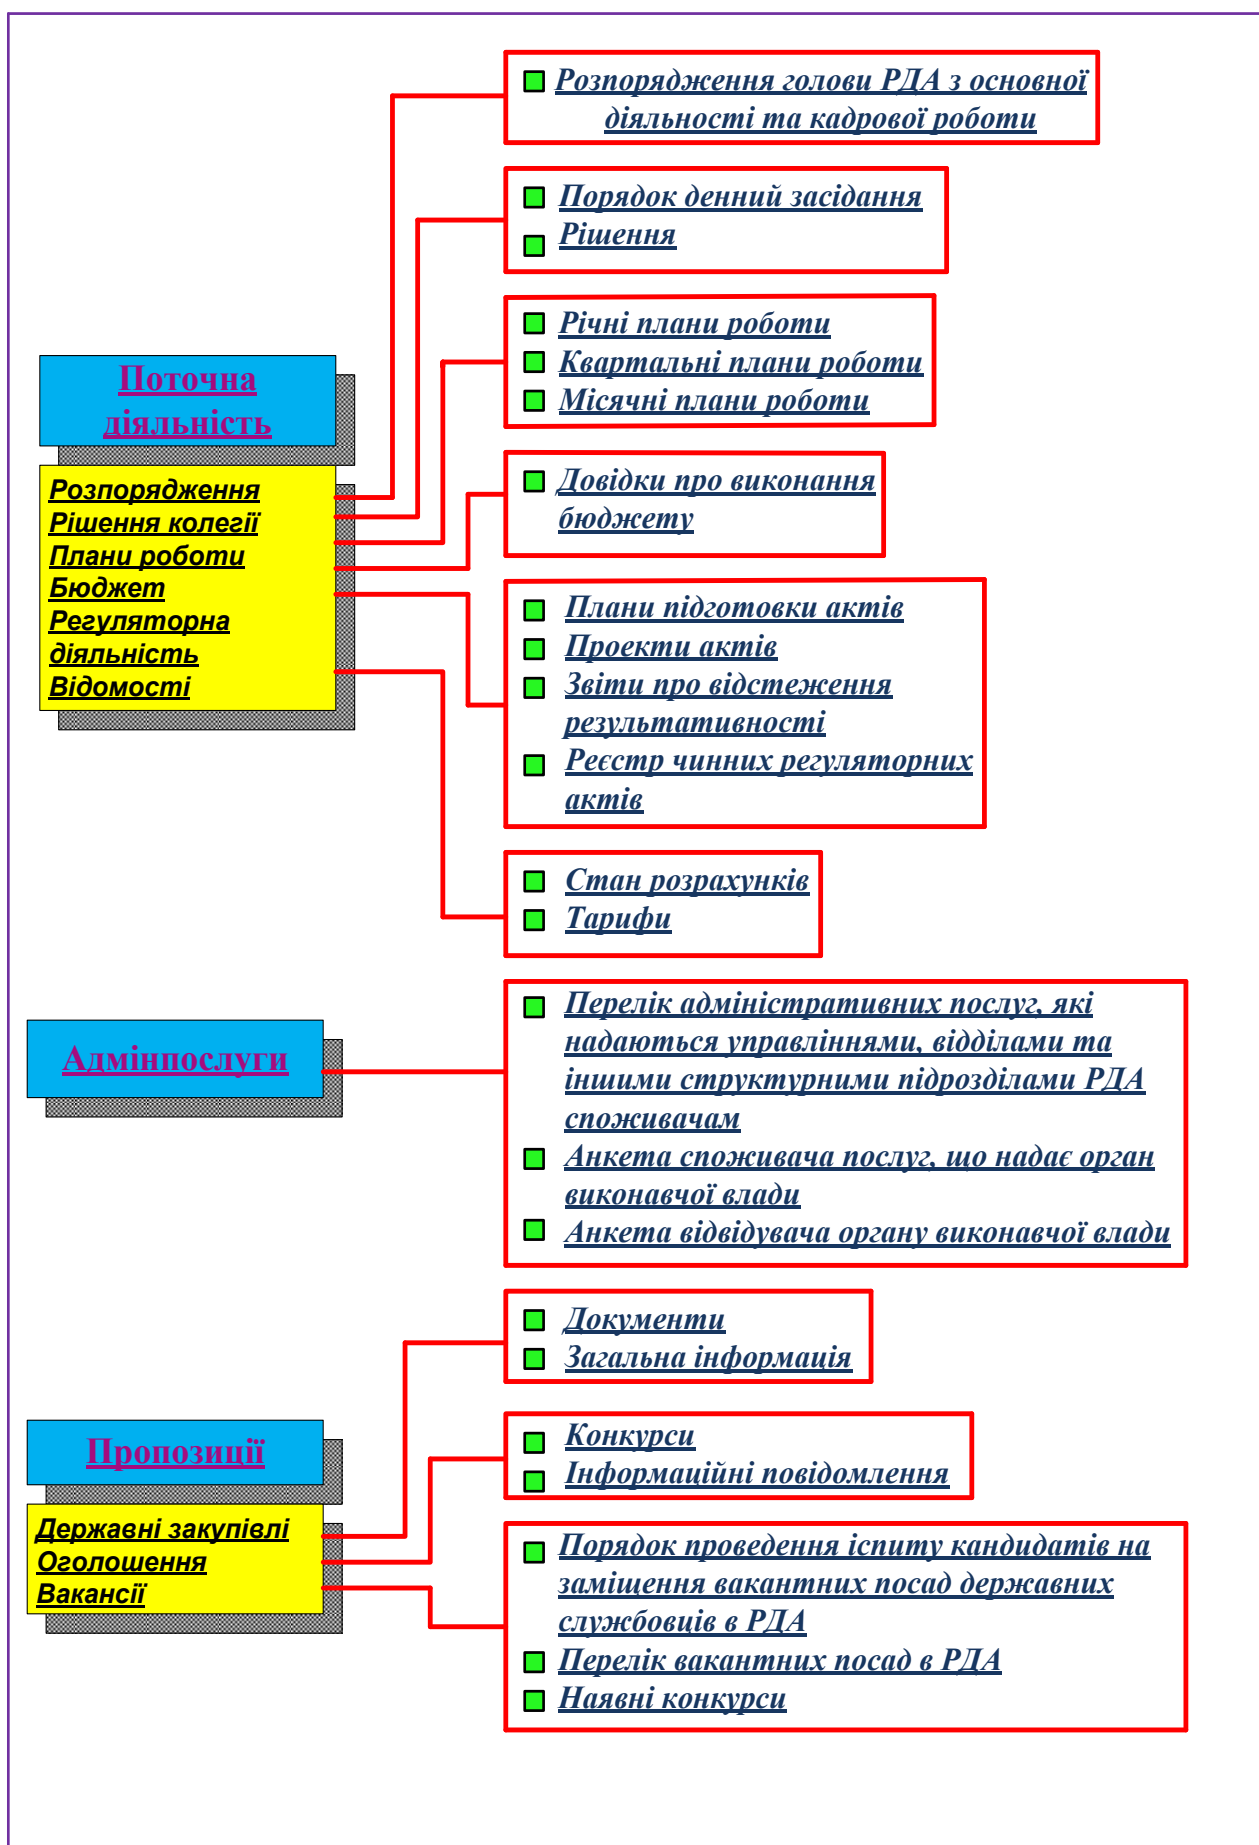 Розпорядження голови РДА з основної
діяльності та кадрової роботи
Порядок денний засідання
Рішення
Річні плани роботи
Квартальні плани роботи
Місячні плани роботи
Поточна
діяльність
Розпорядження
Рішення колегії
Плани роботи
Бюджет
Регуляторна
діяльність
Відомості
Довідки про виконання
бюджету
Плани підготовки актів
Проекти актів
Звіти про відстеження
результативності
Реєстр чинних регуляторних
актів
Стан розрахунків
Тарифи
Адмінпослуги
Перелік адміністративних послуг, які
надаються управліннями, відділами та
іншими структурними підрозділами РДА
споживачам
Анкета споживача послуг, що надає орган
виконавчої влади
Анкета відвідувача органу виконавчої влади
Документи
Загальна інформація
Пропозиції
Державні закупівлі
Оголошення
Вакансії
Конкурси
Інформаційні повідомлення
Порядок проведення іспиту кандидатів на
заміщення вакантних посад державних
службовців в РДА
Перелік вакантних посад в РДА
Наявні конкурси